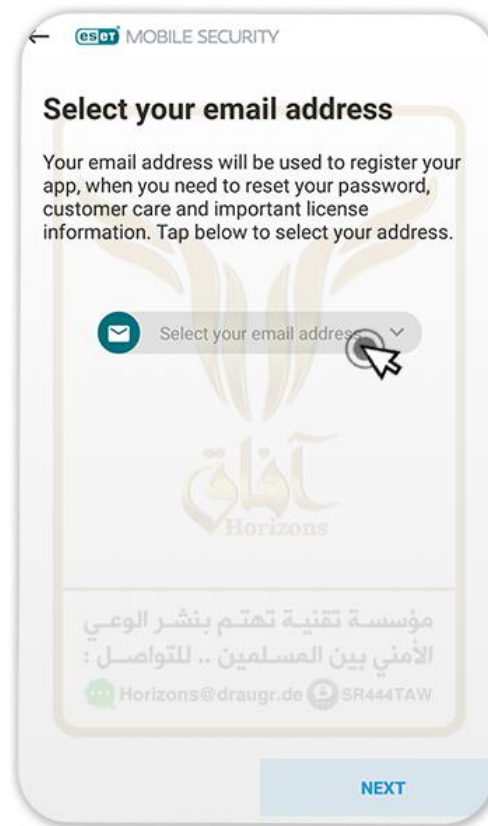 eset MOBILE SECURITY
Select your email address
Your email address will be used to register your
app, when you need to reset your password,
customer care and important license
information. Tap below to select your address.
Select your email address
آفاق
Horizons
مؤسسة تقنية تهتم بنشر الوعي
الأمني بين المسلمين .. للتواصل :
Horizons@draugr.de SR444TAW
NEXT